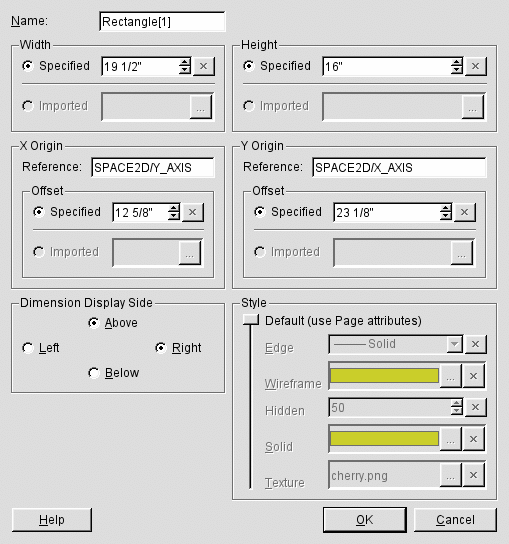 Name: Rectangle[1]
Width
Specified 19 1/2"
Imported ...
Height
Specified 16"
Imported ...
X Origin
Reference: SPACE2D/Y_AXIS
Offset
Specified 12 5/8"
Imported ...
Y Origin
Reference: SPACE2D/X_AXIS
Offset
Specified 23 1/8"
Imported ...
Dimension Display Side
Above
Left Right
Below
Style
Default (use Page attributes)
Edge Solid
Wireframe ...
Hidden 50
Solid ...
Texture cherry.png ...
Help OK Cancel